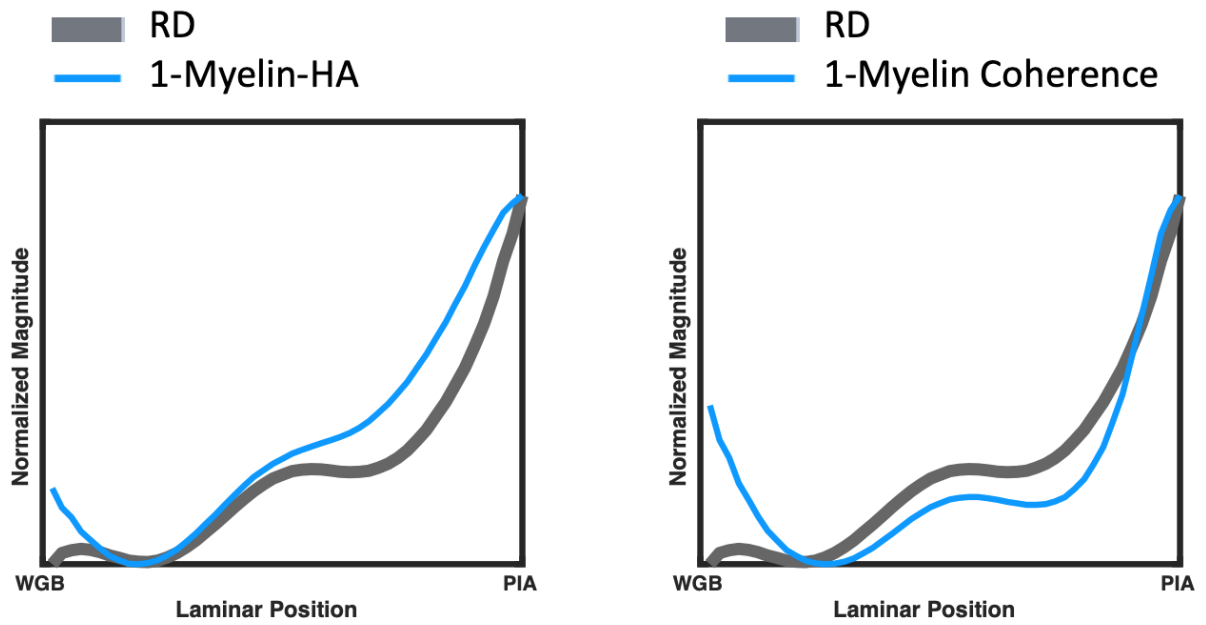 RD
1-Myelin-HA
Normalized Magnitude
WGB
PIA
Laminar Position
RD
1-Myelin Coherence
Normalized Magnitude
WGB
PIA
Laminar Position